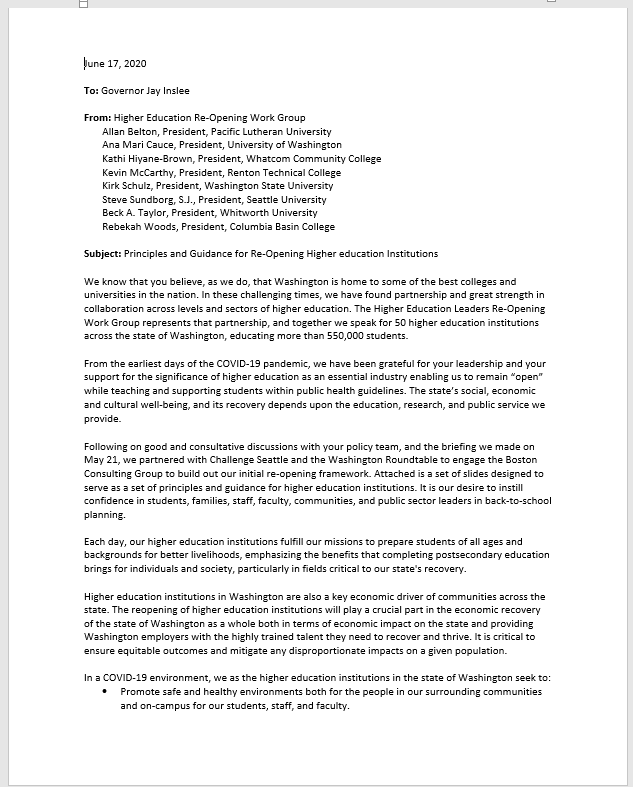 June 17, 2020
To: Governor Jay Inslee
From: Higher Education Re-Opening Work Group
Allan Belton, President, Pacific Lutheran University
Ana Mari Cauce, President, University of Washington
Kathi Hiyane-Brown, President, Whatcom Community College
Kevin McCarthy, President, Renton Technical College
Kirk Schulz, President, Washington State University
Steve Sundborg, S.J., President, Seattle University
Beck A. Taylor, President, Whitworth University
Rebekah Woods, President, Columbia Basin College
Subject: Principles and Guidance for Re-Opening Higher education Institutions
We know that you believe, as we do, that Washington is home to some of the best colleges and
universities in the nation. In these challenging times, we have found partnership and great strength in
collaboration across levels and sectors of higher education. The Higher Education Leaders Re-Opening
Work Group represents that partnership, and together we speak for 50 higher education institutions
across the state of Washington, educating more than 550,000 students.
From the earliest days of the COVID-19 pandemic, we have been grateful for your leadership and your
support for the significance of higher education as an essential industry enabling us to remain “open”
while teaching and supporting students within public health guidelines. The state’s social, economic
and cultural well-being, and its recovery depends upon the education, research, and public service we
provide.
Following on good and consultative discussions with your policy team, and the briefing we made on
May 21, we partnered with Challenge Seattle and the Washington Roundtable to engage the Boston
Consulting Group to build out our initial re-opening framework. Attached is a set of slides designed to
serve as a set of principles and guidance for higher education institutions. It is our desire to instill
confidence in students, families, staff, faculty, communities, and public sector leaders in back-to-school
planning.
Each day, our higher education institutions fulfill our missions to prepare students of all ages and
backgrounds for better livelihoods, emphasizing the benefits that completing postsecondary education
brings for individuals and society, particularly in fields critical to our state's recovery.
Higher education institutions in Washington are also a key economic driver of communities across the
state. The reopening of higher education institutions will play a crucial part in the economic recovery
of the state of Washington as a whole both in terms of economic impact on the state and providing
Washington employers with the highly trained talent they need to recover and thrive. It is critical to
ensure equitable outcomes and mitigate any disproportionate impacts on a given population.
In a COVID-19 environment, we as the higher education institutions in the state of Washington seek to:
• Promote safe and healthy environments both for the people in our surrounding communities
and on-campus for our students, staff, and faculty.